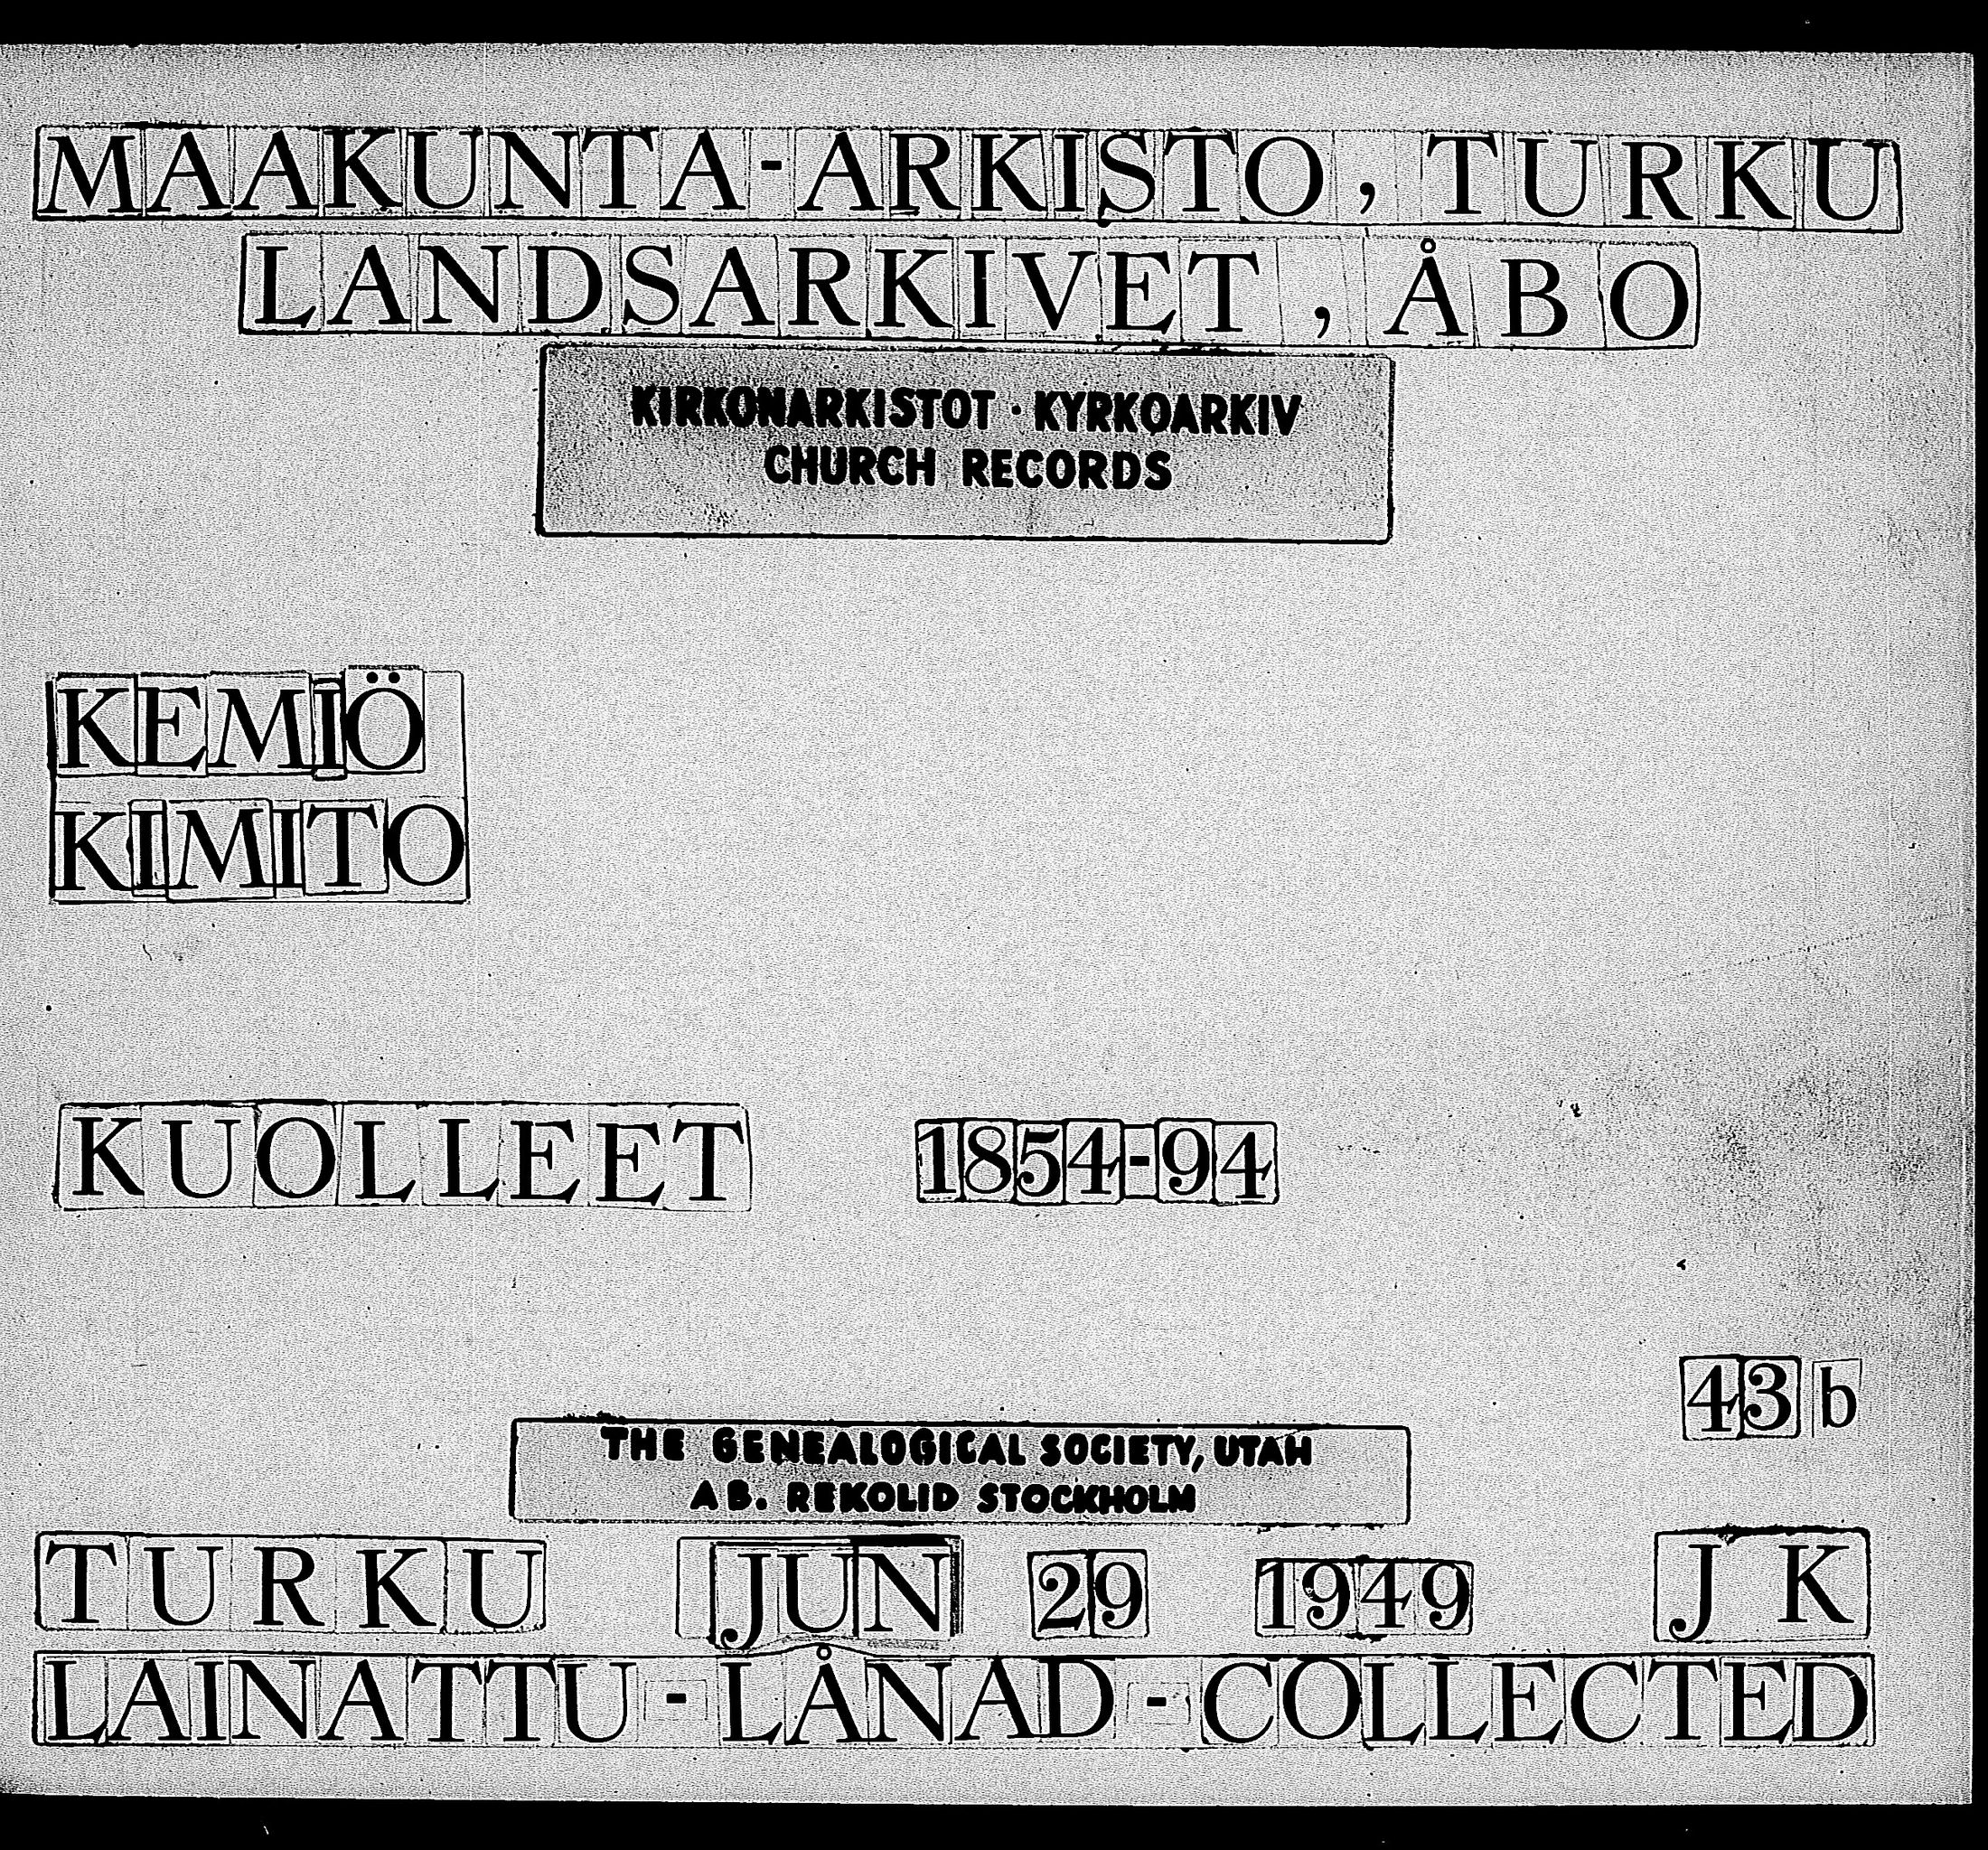 MAAKUNTA-ARKISTO, TURKU
LANDSARKIVET, ÅBO
KIRKONARKISTOT · KYRKOARKIV
CHURCH RECORDS
KEMIÖ
KIMITO
KUOLLEET 1854-94
43 b
THE GENEALOGICAL SOCIETY, UTAH
AB. REKOLID STOCKHOLM
TURKU JUN 29 1949 J K
LAINATTU-LÅNAD-COLLECTED